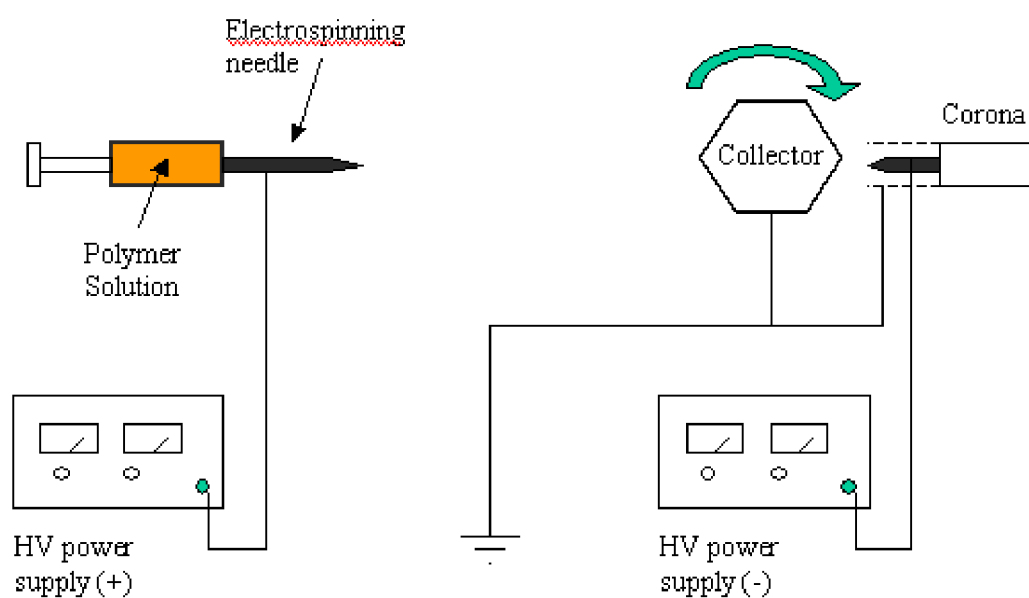 Electrospinning
needle
Corona
Collector
Polymer
Solution
HV power
supply (+)
HV power
supply (-)